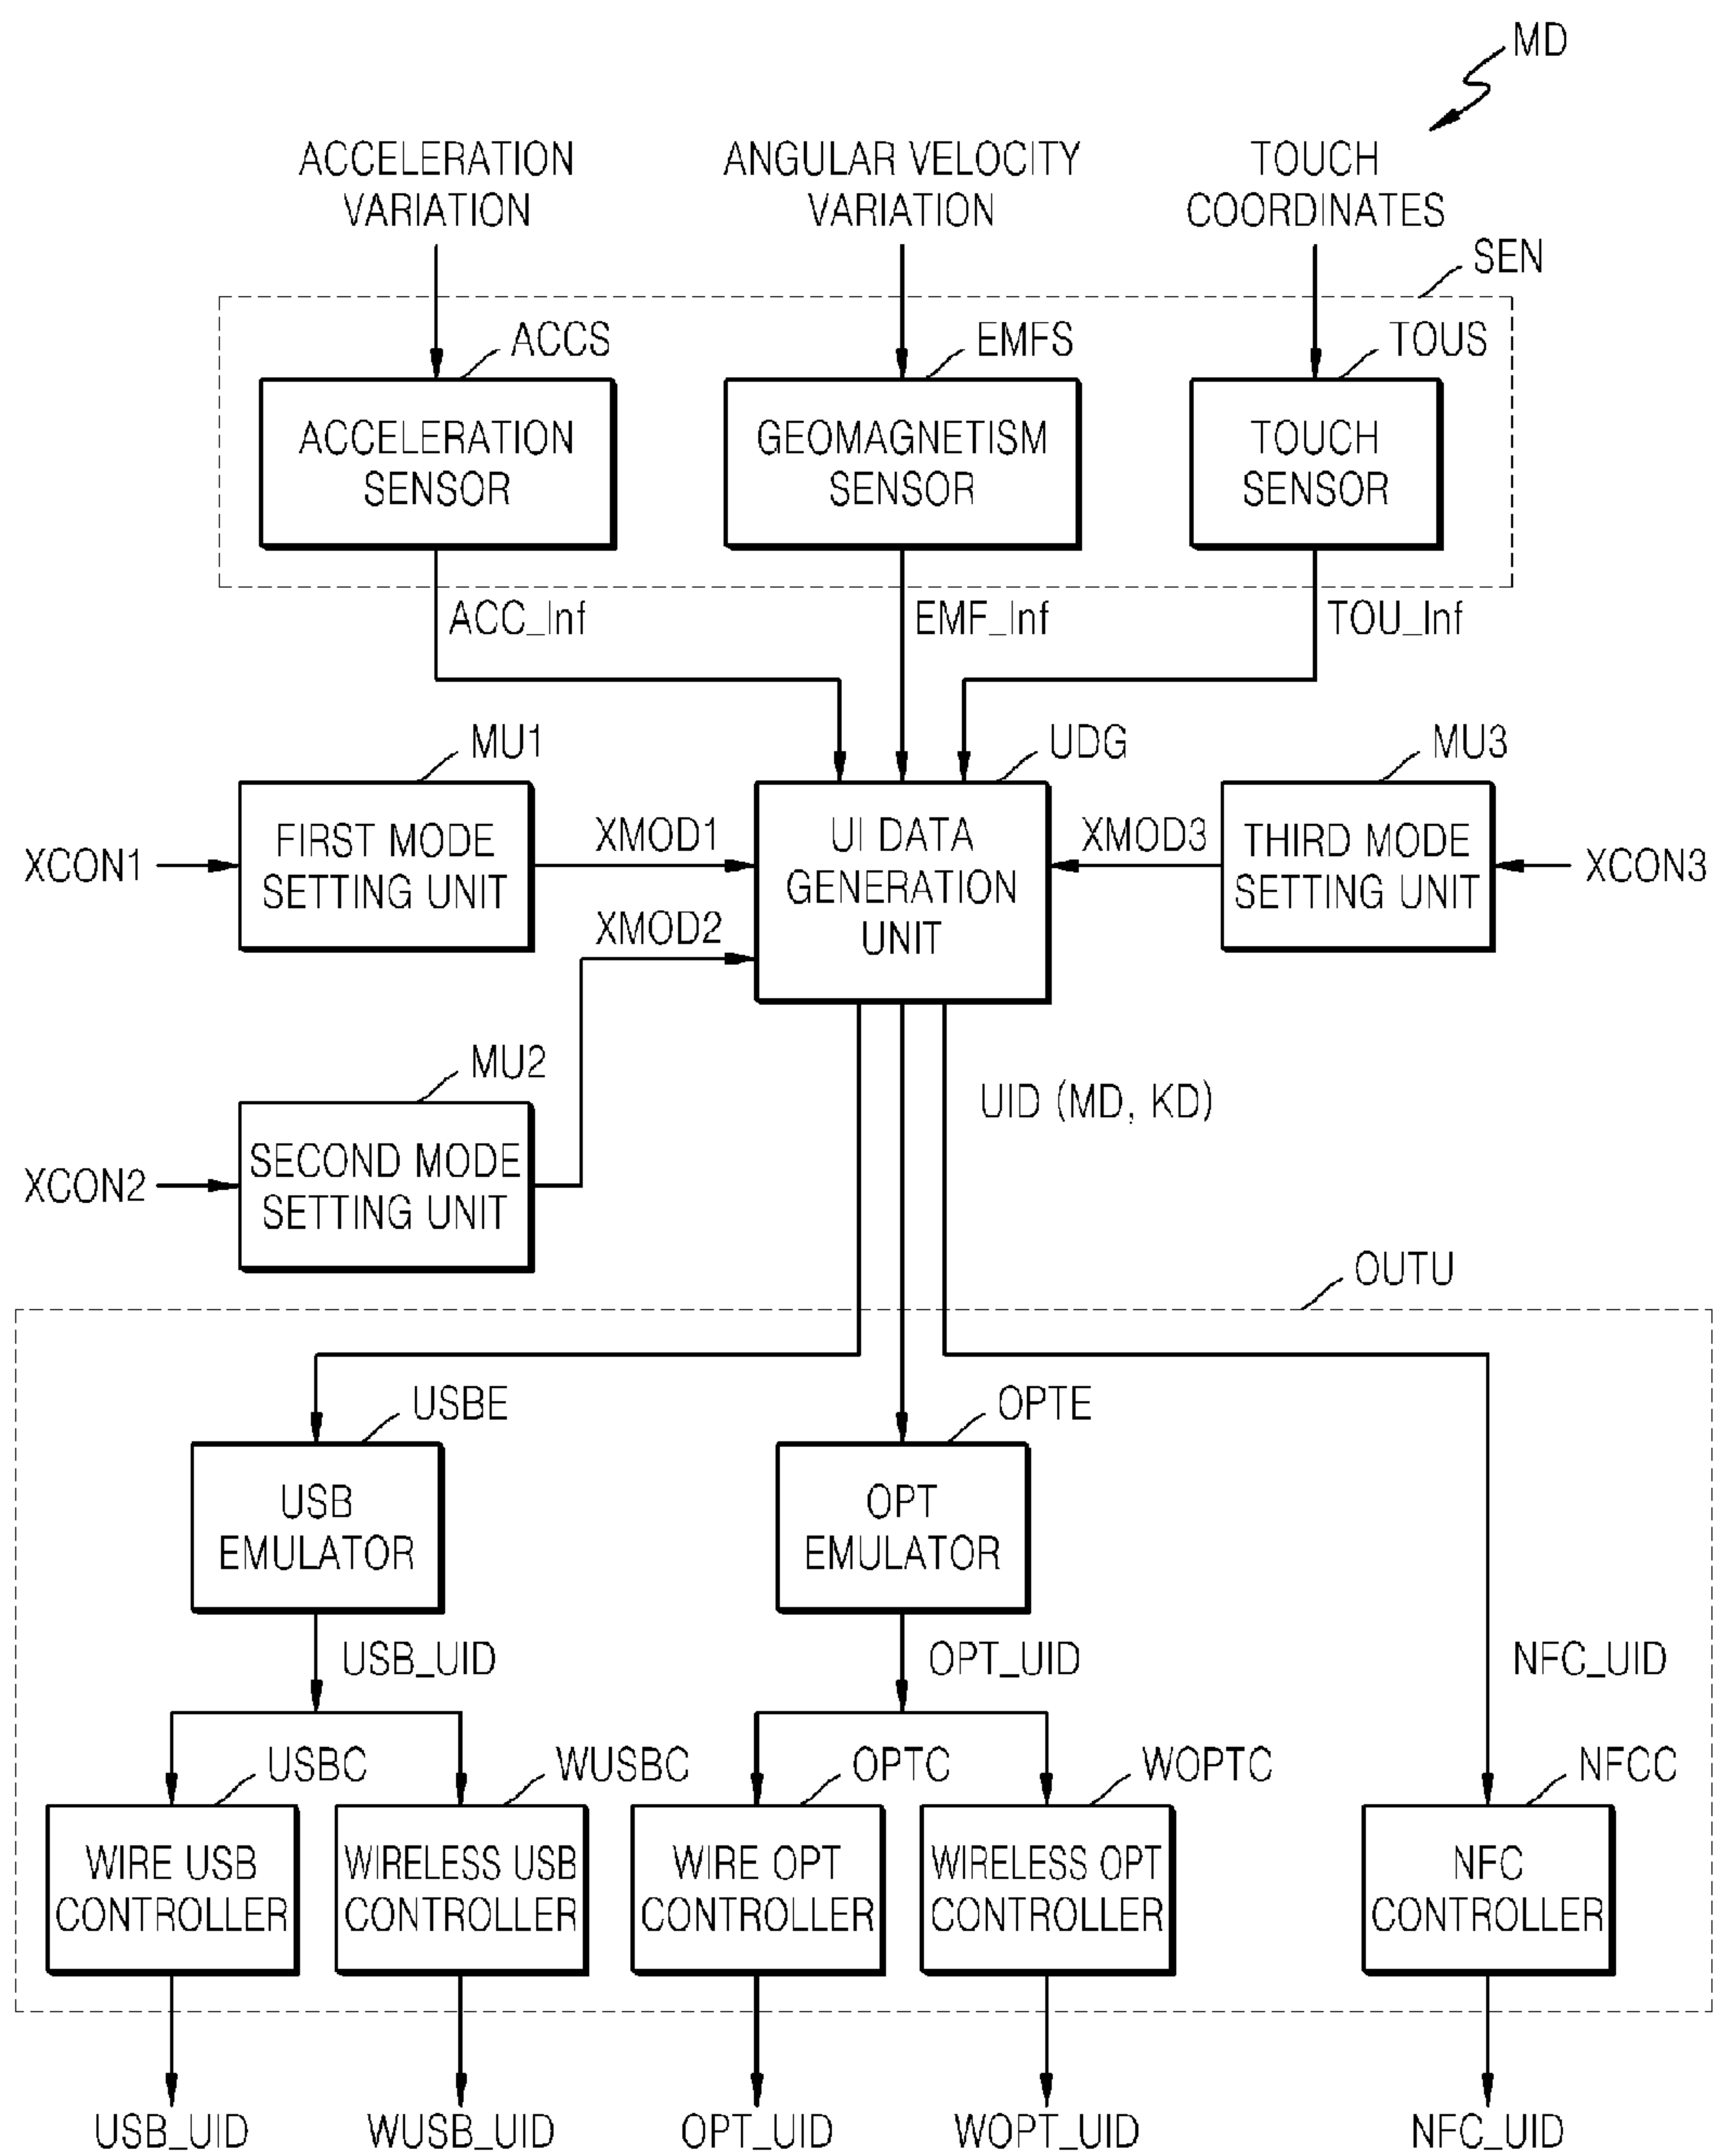 MD
ACCELERATION
VARIATION
ANGULAR VELOCITY
VARIATION
TOUCH
COORDINATES
SEN
ACCS
EMFS
TOUS
ACCELERATION
SENSOR
GEOMAGNETISM
SENSOR
TOUCH
SENSOR
ACC_Inf
EMF_Inf
TOU_Inf
MU1
UDG
MU3
XCON1
FIRST MODE
SETTING UNIT
XMOD1
UI DATA
GENERATION
UNIT
XMOD3
THIRD MODE
SETTING UNIT
XCON3
XMOD2
MU2
UID (MD, KD)
XCON2
SECOND MODE
SETTING UNIT
OUTU
USBE
OPTE
USB
EMULATOR
OPT
EMULATOR
USB_UID
OPT_UID
NFC_UID
USBC
WUSBC
OPTC
WOPTC
NFCC
WIRE USB
CONTROLLER
WIRELESS USB
CONTROLLER
WIRE OPT
CONTROLLER
WIRELESS OPT
CONTROLLER
NFC
CONTROLLER
USB_UID
WUSB_UID
OPT_UID
WOPT_UID
NFC_UID